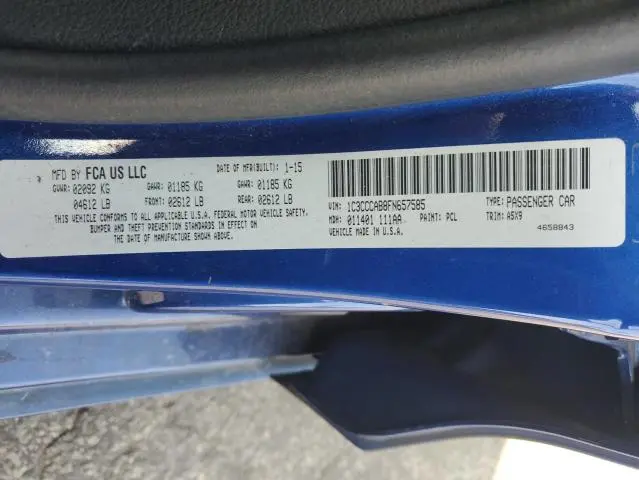 MFD BY FCA US LLC DATE OF MFR(BUILT): 1-15
GVWR: 02092 KG GAWR: 01185 KG GAWR: 01185 KG
04612 LB FRONT: 02612 LB REAR: 02612 LB
THIS VEHICLE CONFORMS TO ALL APPLICABLE U.S.A. FEDERAL MOTOR VEHICLE SAFETY,
BUMPER AND THEFT PREVENTION STANDARDS IN EFFECT ON
THE DATE OF MANUFACTURE SHOWN ABOVE.
VIN: 1C3CCCAB8FN657585 TYPE: PASSENGER CAR
MDH: 011401 111AA PAINT: PCL TRIM: A5X9
VEHICLE MADE IN U.S.A. 4658843